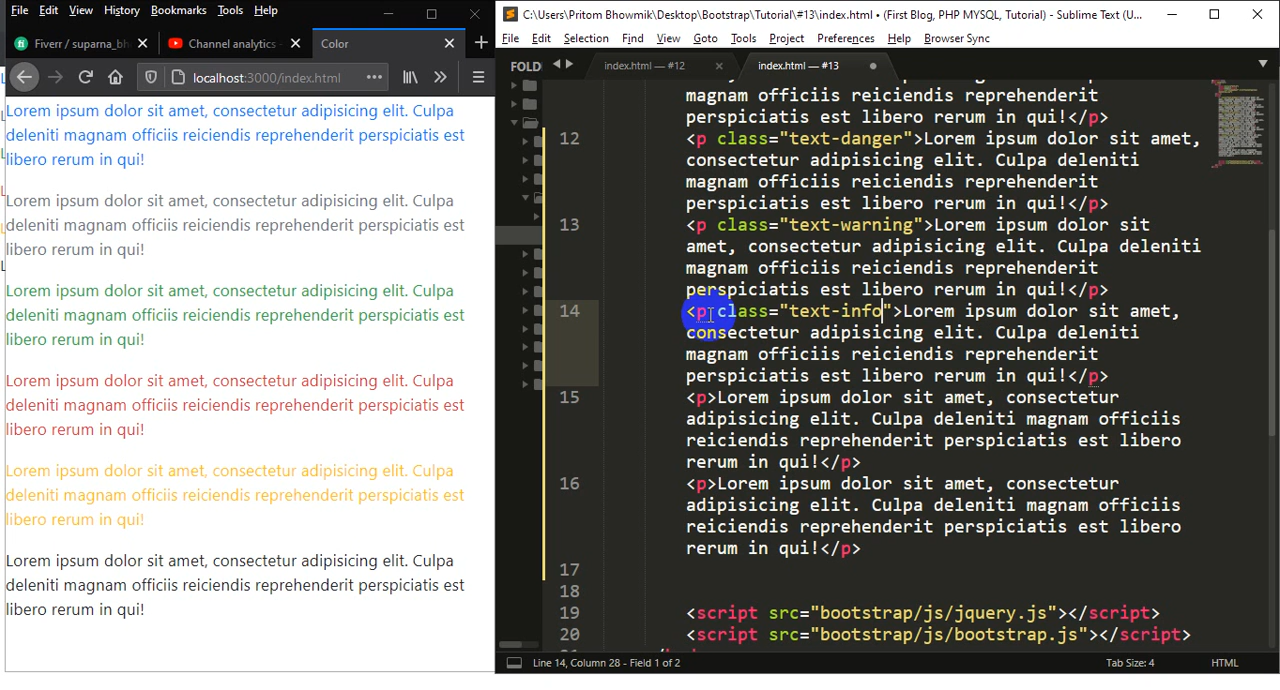 File Edit View History Bookmarks Tools Help
Fiverr / suparna_bh
Channel analytics -
Color
localhost:3000/index.html
Lorem ipsum dolor sit amet, consectetur adipisicing elit. Culpa
deleniti magnam officiis reiciendis reprehenderit perspiciatis est
libero rerum in qui!
Lorem ipsum dolor sit amet, consectetur adipisicing elit. Culpa
deleniti magnam officiis reiciendis reprehenderit perspiciatis est
libero rerum in qui!
Lorem ipsum dolor sit amet, consectetur adipisicing elit. Culpa
deleniti magnam officiis reiciendis reprehenderit perspiciatis est
libero rerum in qui!
Lorem ipsum dolor sit amet, consectetur adipisicing elit. Culpa
deleniti magnam officiis reiciendis reprehenderit perspiciatis est
libero rerum in qui!
Lorem ipsum dolor sit amet, consectetur adipisicing elit. Culpa
deleniti magnam officiis reiciendis reprehenderit perspiciatis est
libero rerum in qui!
Lorem ipsum dolor sit amet, consectetur adipisicing elit. Culpa
deleniti magnam officiis reiciendis reprehenderit perspiciatis est
libero rerum in qui!
C:\Users\Pritom Bhowmik\Desktop\Bootstrap\Tutorial\#13\index.html • (First Blog, PHP MYSQL, Tutorial) - Sublime Text (U...
File Edit Selection Find View Goto Tools Project Preferences Help Browser Sync
FOLD
index.html — #12
index.html — #13
magnam officiis reiciendis reprehenderit
perspiciatis est libero rerum in qui!</p>
12 <p class="text-danger">Lorem ipsum dolor sit amet,
consectetur adipisicing elit. Culpa deleniti
magnam officiis reiciendis reprehenderit
perspiciatis est libero rerum in qui!</p>
13 <p class="text-warning">Lorem ipsum dolor sit
amet, consectetur adipisicing elit. Culpa deleniti
magnam officiis reiciendis reprehenderit
perspiciatis est libero rerum in qui!</p>
14 <p class="text-info">Lorem ipsum dolor sit amet,
consectetur adipisicing elit. Culpa deleniti
magnam officiis reiciendis reprehenderit
perspiciatis est libero rerum in qui!</p>
15 <p>Lorem ipsum dolor sit amet, consectetur
adipisicing elit. Culpa deleniti magnam officiis
reiciendis reprehenderit perspiciatis est libero
rerum in qui!</p>
16 <p>Lorem ipsum dolor sit amet, consectetur
adipisicing elit. Culpa deleniti magnam officiis
reiciendis reprehenderit perspiciatis est libero
rerum in qui!</p>
17
18
19 <script src="bootstrap/js/jquery.js"></script>
20 <script src="bootstrap/js/bootstrap.js"></script>
Line 14, Column 28 - Field 1 of 2
Tab Size: 4
HTML